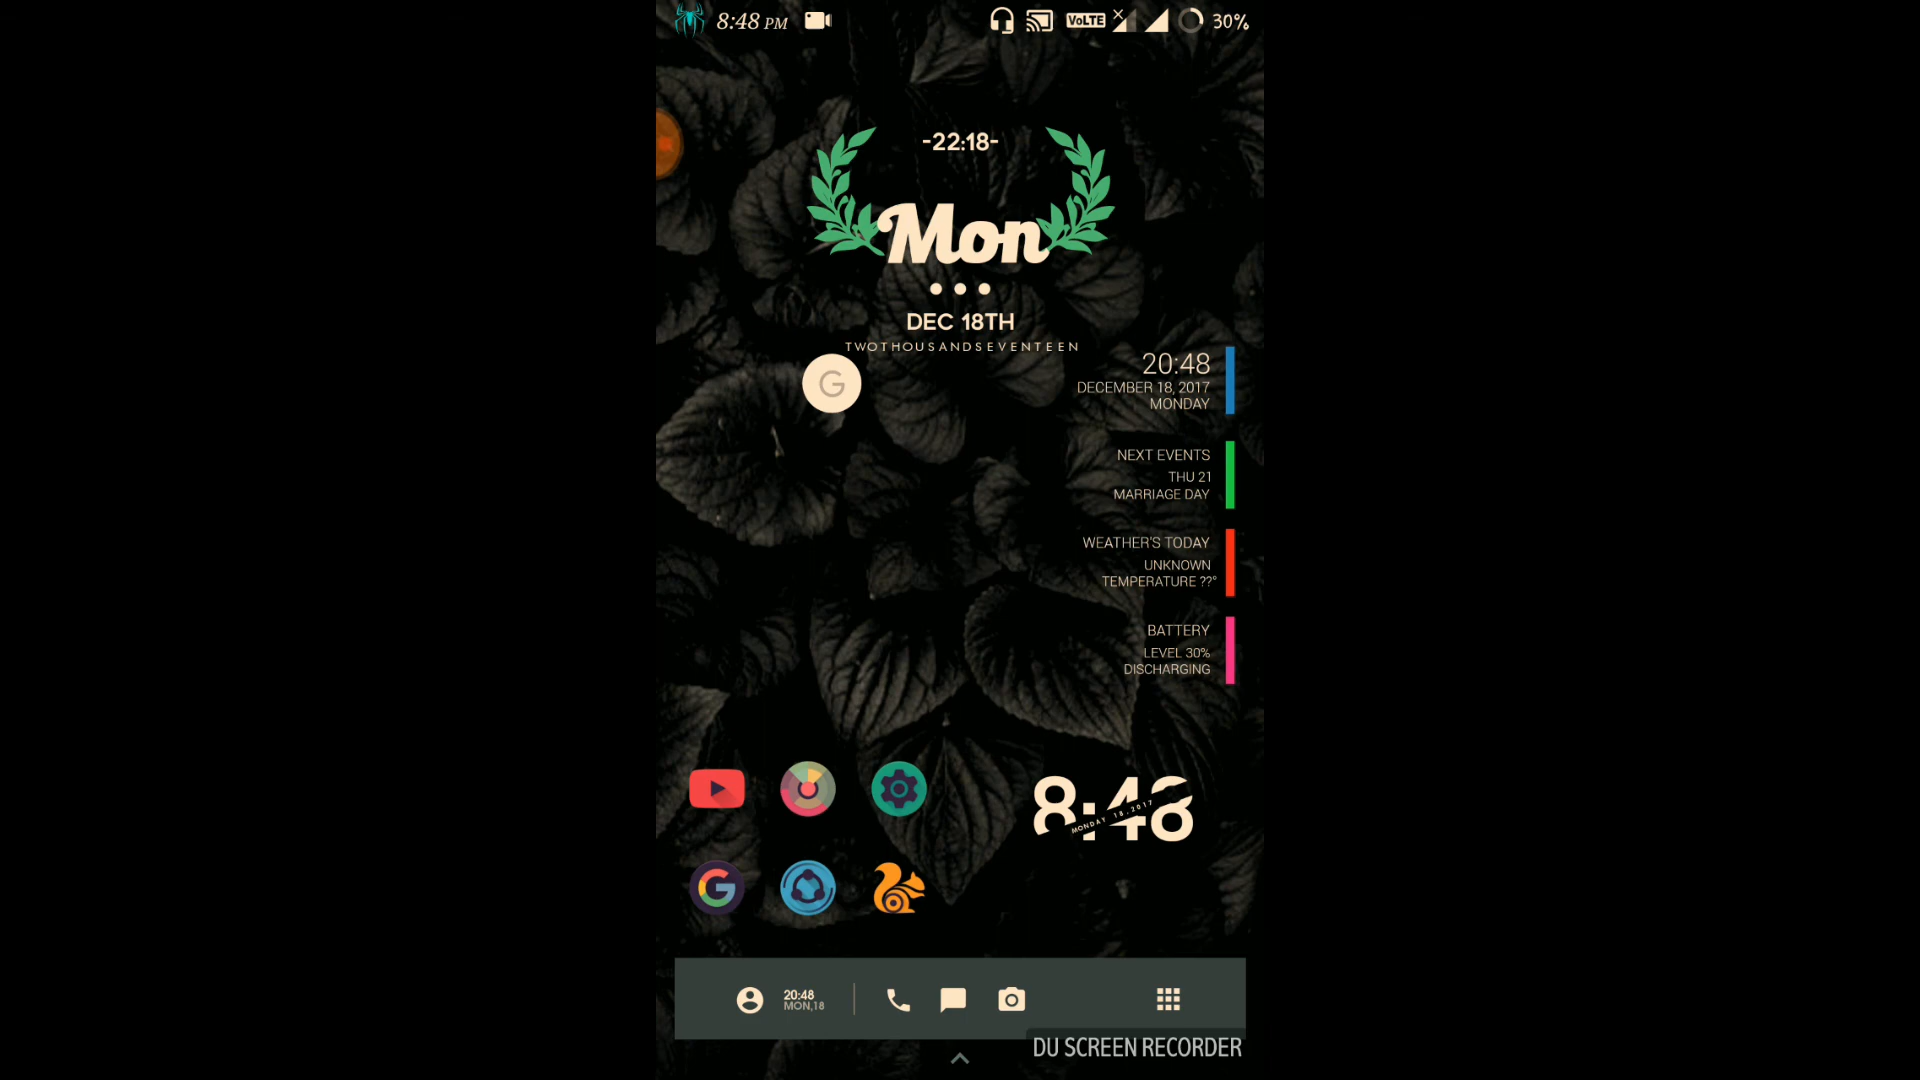 8:48 PM
VoLTE
30%
-22:18-
Mon
DEC 18TH
TWOTHOUSANDSEVENTEEN
G
20:48
DECEMBER 18, 2017
MONDAY
NEXT EVENTS
THU 21
MARRIAGE DAY
WEATHER'S TODAY
UNKNOWN
TEMPERATURE ??°
BATTERY
LEVEL 30%
DISCHARGING
8:48
MONDAY 18,2017
G
20:48
MON,18
DU SCREEN RECORDER